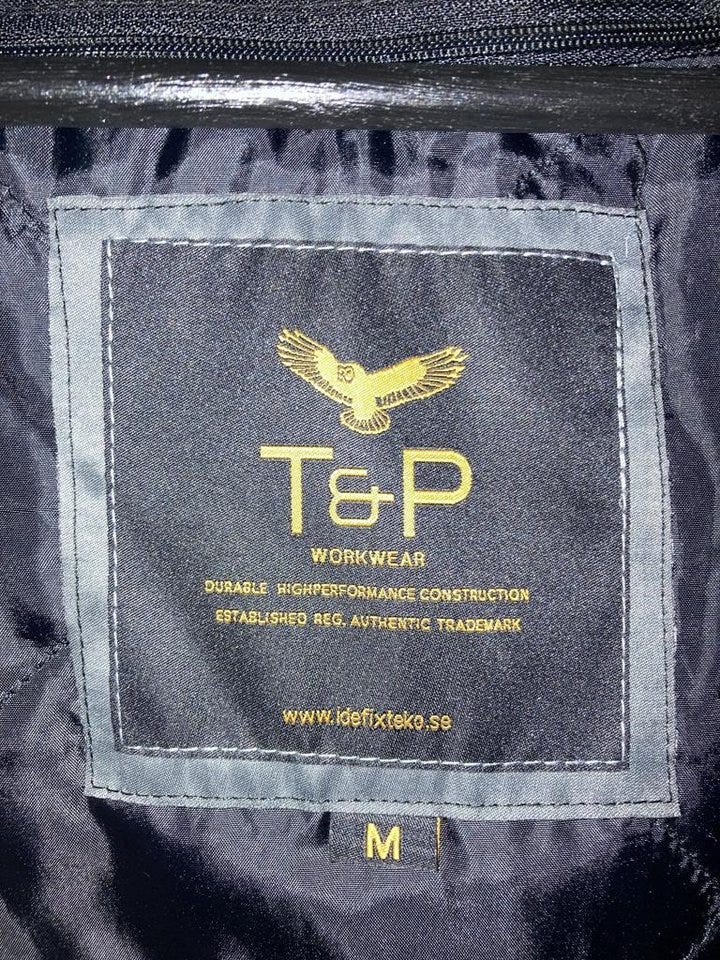 T&P
WORKWEAR
DURABLE HIGHPERFORMANCE CONSTRUCTION
ESTABLISHED REG. AUTHENTIC TRADEMARK
www.idefixteko.se
M